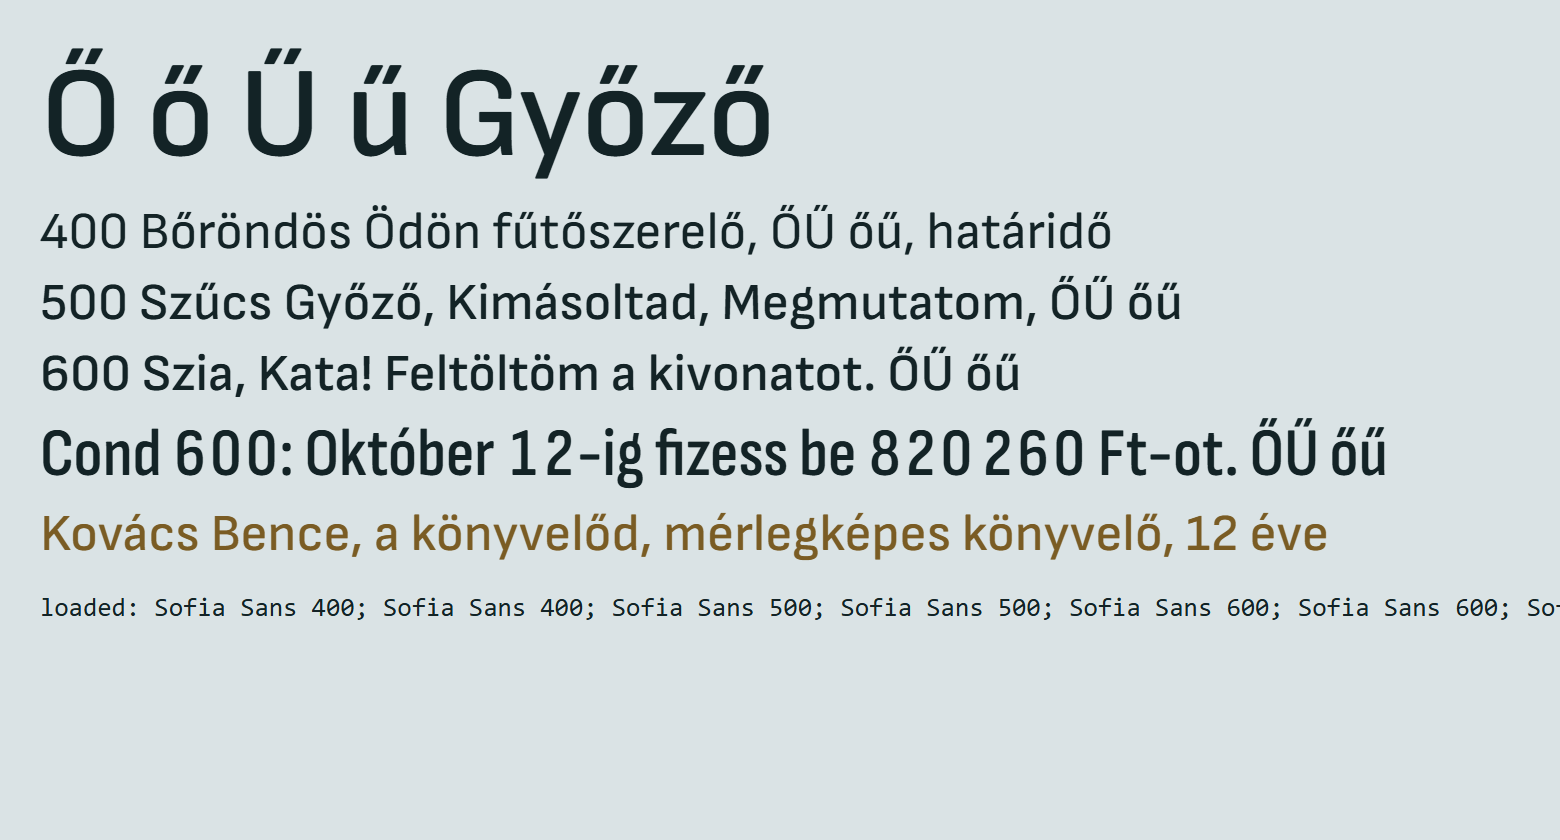 Ő ő Ű ű Győző
400 Bőröndös Ödön fűtőszerelő, ŐŰ őű, határidő
500 Szűcs Győző, Kimásoltad, Megmutatom, ŐŰ őű
600 Szia, Kata! Feltöltöm a kivonatot. ŐŰ őű
Cond 600: Október 12-ig fizess be 820 260 Ft-ot. ŐŰ őű
Kovács Bence, a könyvelőd, mérlegképes könyvelő, 12 éve
loaded: Sofia Sans 400; Sofia Sans 400; Sofia Sans 500; Sofia Sans 500; Sofia Sans 600; Sofia Sans 600;